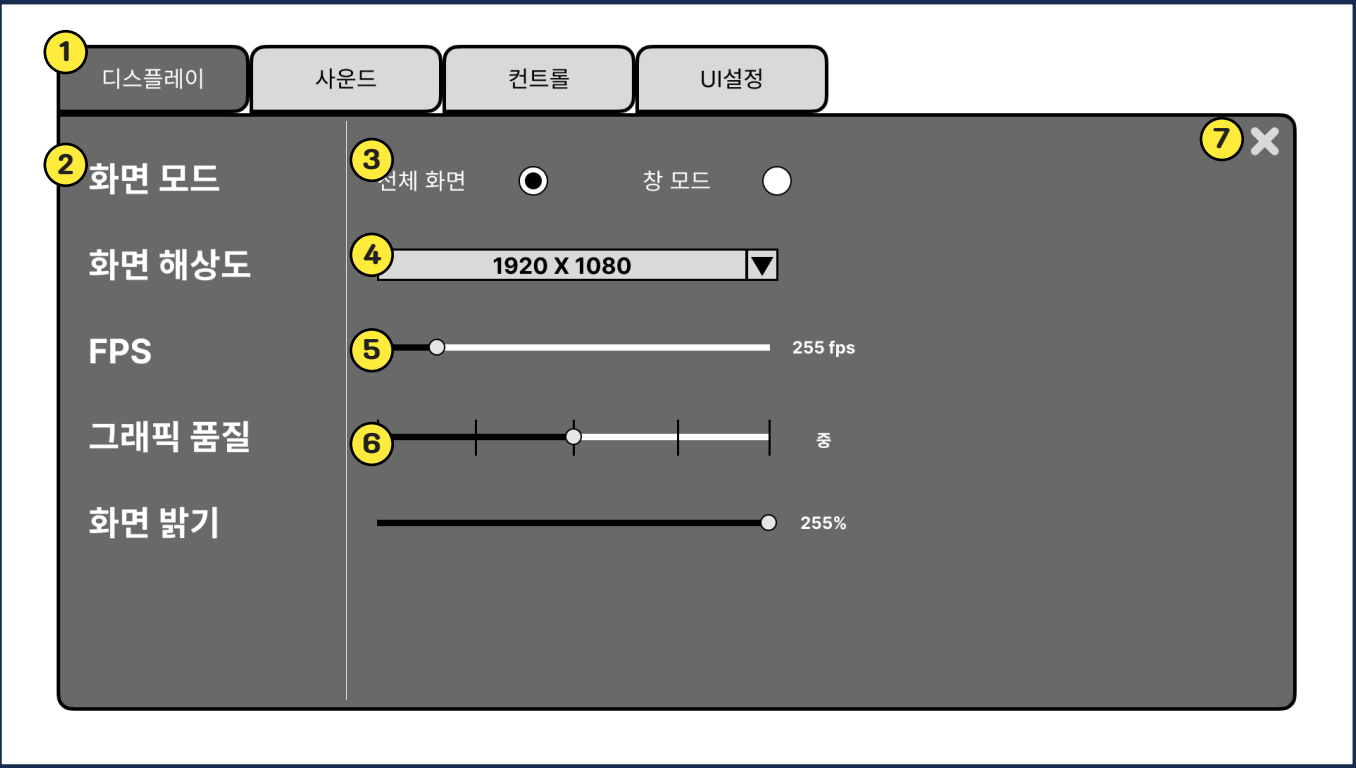 1
디스플레이
사운드
컨트롤
UI설정
7
2
화면 모드
3
전체 화면
창 모드
화면 해상도
4
1920 X 1080
FPS
5
255 fps
그래픽 품질
6
중
화면 밝기
255%